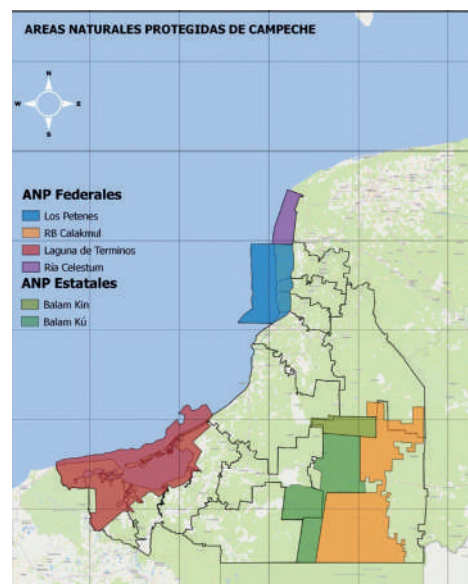 AREAS NATURALES PROTEGIDAS DE CAMPECHE
N
W
E
S
ANP Federales
Los Petenes
RB Calakmul
Laguna de Terminos
Ría Celestum
ANP Estatales
Balam Kin
Balam Kú